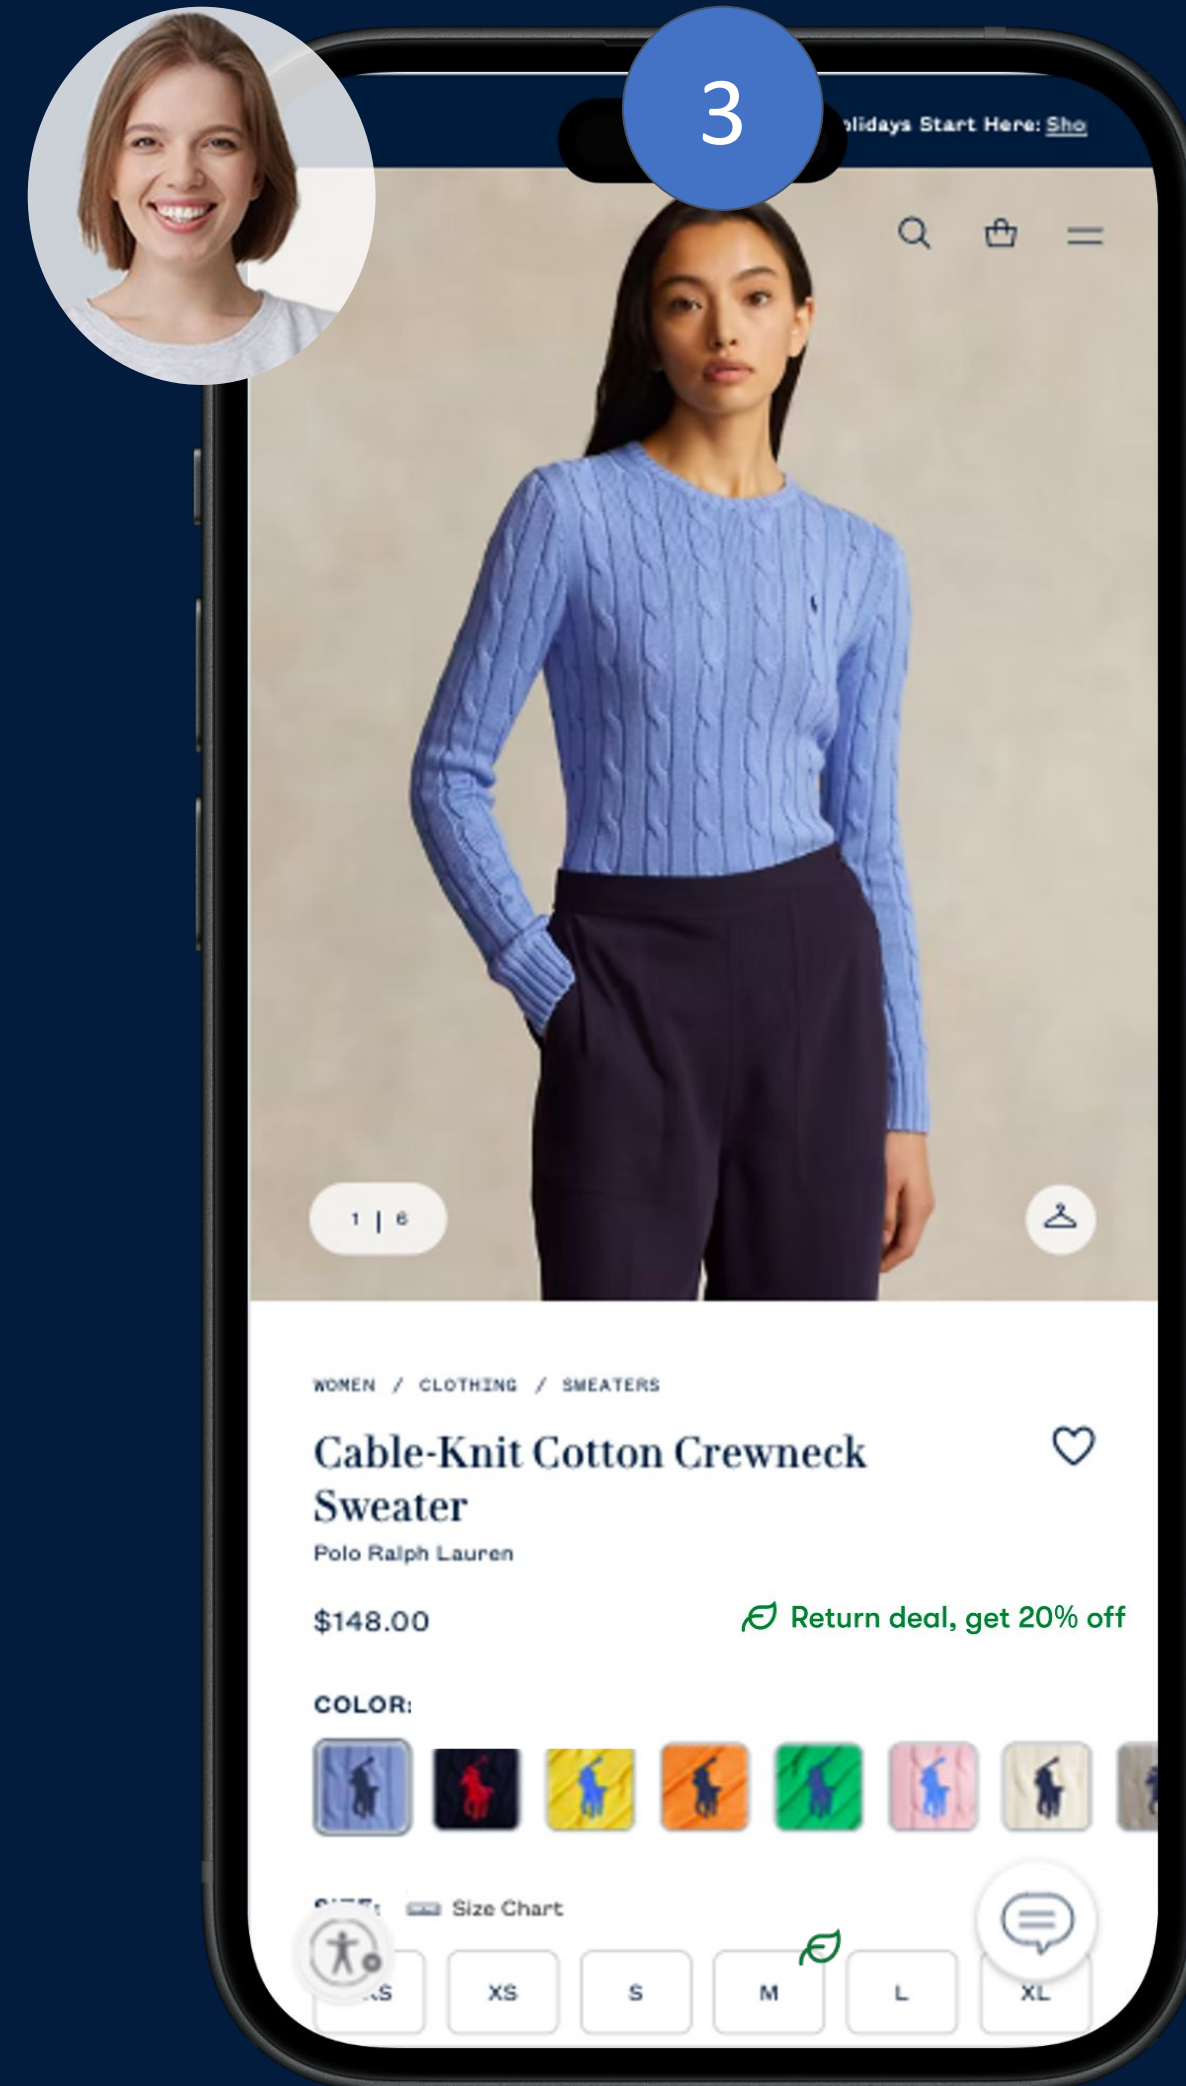 3
Start Here: Sho
1 | 6
WOMEN / CLOTHING / SWEATERS
Cable-Knit Cotton Crewneck
Sweater
Polo Ralph Lauren
$148.00
Return deal, get 20% off
COLOR:
Size Chart
XS
S
M
L
XL